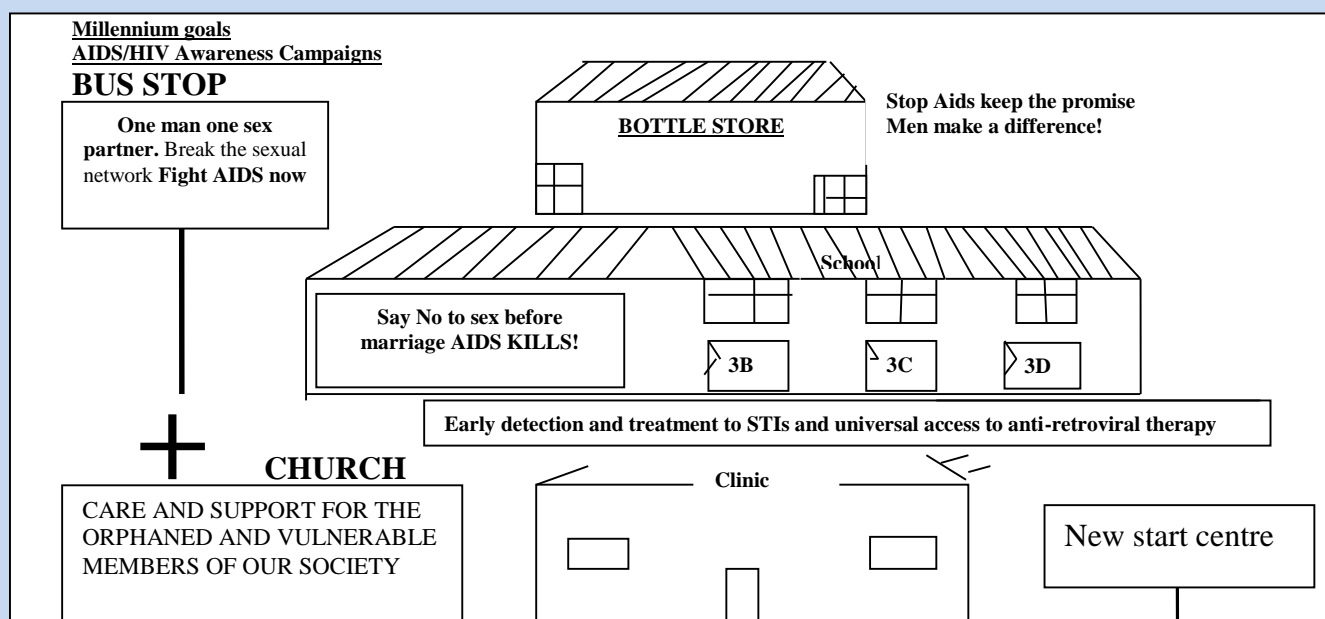 Millennium goals
AIDS/HIV Awareness Campaigns
BUS STOP
One man one sex
partner. Break the sexual
network Fight AIDS now
BOTTLE STORE
Stop Aids keep the promise
Men make a difference!
School
Say No to sex before
marriage AIDS KILLS!
3B
3C
3D
Early detection and treatment to STIs and universal access to anti-retroviral therapy
CHURCH
CARE AND SUPPORT FOR THE
ORPHANED AND VULNERABLE
MEMBERS OF OUR SOCIETY
Clinic
New start centre